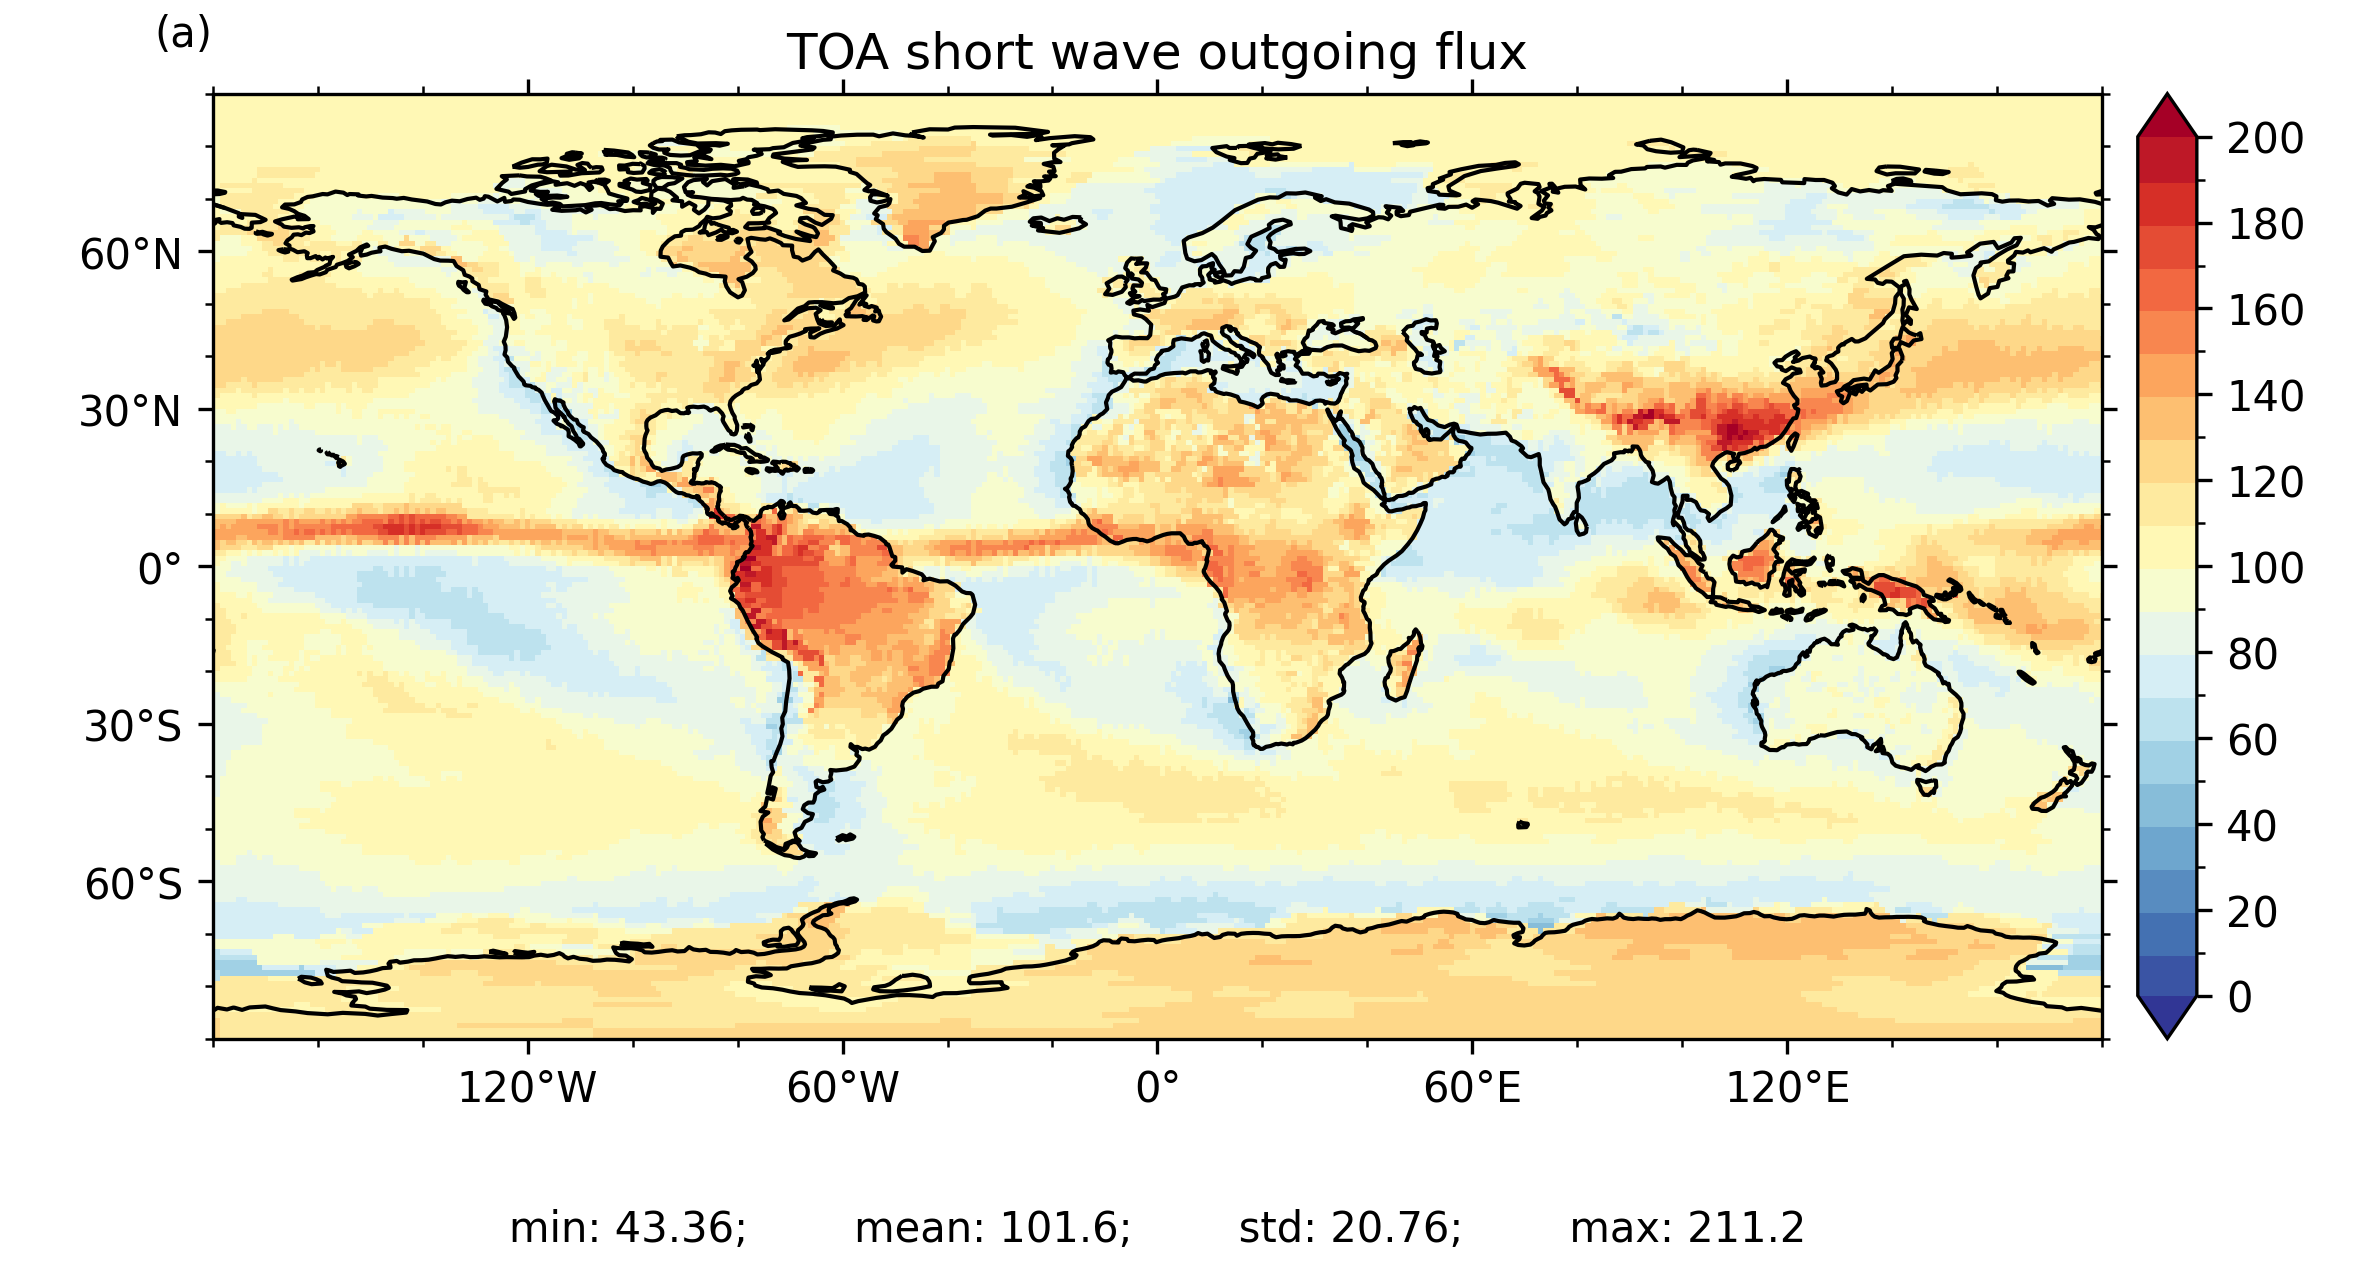 (a)
TOA short wave outgoing flux
60°N
30°N
0°
30°S
60°S
120°W 60°W 0° 60°E 120°E
200
180
160
140
120
100
80
60
40
20
0
min: 43.36; mean: 101.6; std: 20.76; max: 211.2